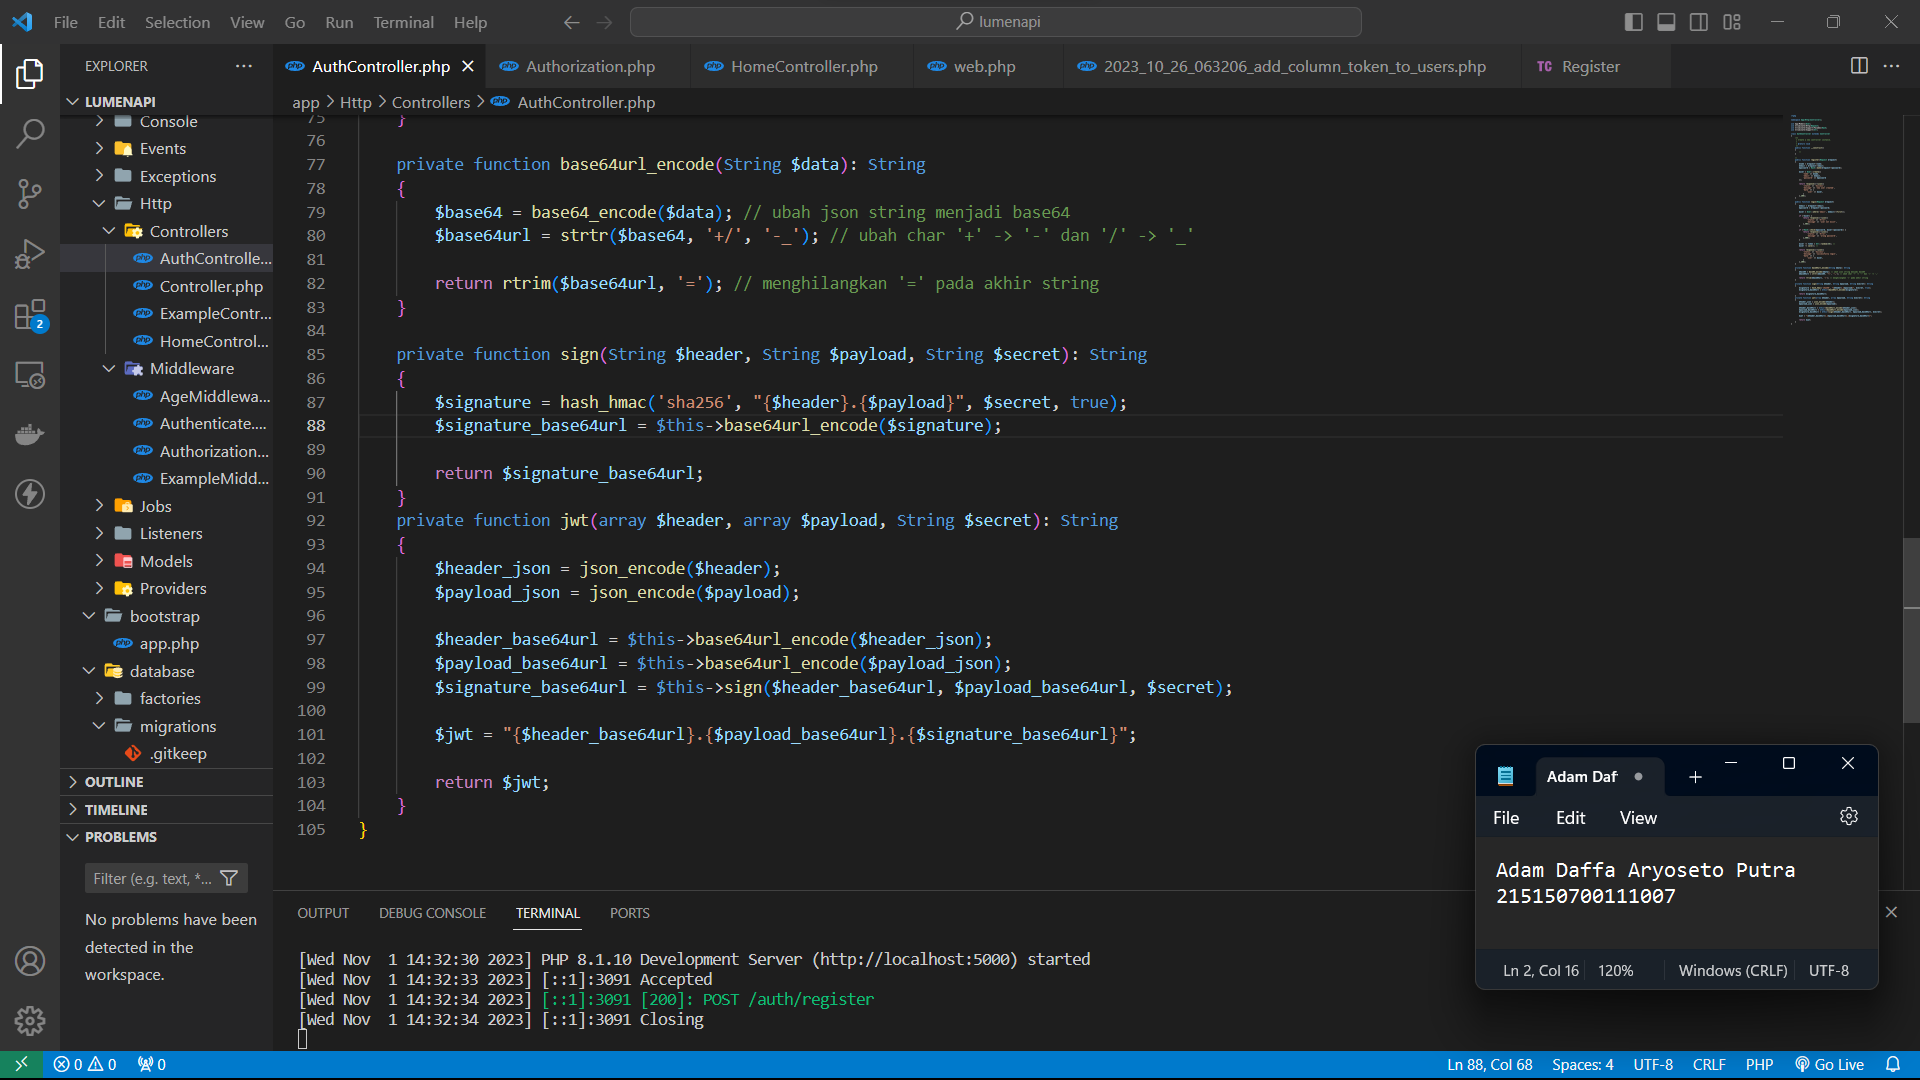 File Edit Selection View Go Run Terminal Help
lumenapi
EXPLORER
LUMENAPI
Console
Events
Exceptions
Http
Controllers
AuthControlle...
Controller.php
ExampleContr...
HomeControl...
Middleware
AgeMiddlewa...
Authenticate....
Authorization...
ExampleMidd...
Jobs
Listeners
Models
Providers
bootstrap
app.php
database
factories
migrations
.gitkeep
OUTLINE
TIMELINE
PROBLEMS
Filter (e.g. text, *...
No problems have been
detected in the
workspace.
2
AuthController.php Authorization.php HomeController.php web.php 2023_10_26_063206_add_column_token_to_users.php TC Register
app > Http > Controllers > AuthController.php
75 }
76
77 private function base64url_encode(String $data): String
78 {
79 $base64 = base64_encode($data); // ubah json string menjadi base64
80 $base64url = strtr($base64, '+/', '-_'); // ubah char '+' -> '-' dan '/' -> '_'
81
82 return rtrim($base64url, '='); // menghilangkan '=' pada akhir string
83 }
84
85 private function sign(String $header, String $payload, String $secret): String
86 {
87 $signature = hash_hmac('sha256', "{$header}.{$payload}", $secret, true);
88 $signature_base64url = $this->base64url_encode($signature);
89
90 return $signature_base64url;
91 }
92 private function jwt(array $header, array $payload, String $secret): String
93 {
94 $header_json = json_encode($header);
95 $payload_json = json_encode($payload);
96
97 $header_base64url = $this->base64url_encode($header_json);
98 $payload_base64url = $this->base64url_encode($payload_json);
99 $signature_base64url = $this->sign($header_base64url, $payload_base64url, $secret);
100
101 $jwt = "{$header_base64url}.{$payload_base64url}.{$signature_base64url}";
102
103 return $jwt;
104 }
105 }
OUTPUT DEBUG CONSOLE TERMINAL PORTS
[Wed Nov  1 14:32:30 2023] PHP 8.1.10 Development Server (http://localhost:5000) started
[Wed Nov  1 14:32:33 2023] [::1]:3091 Accepted
[Wed Nov  1 14:32:34 2023] [::1]:3091 [200]: POST /auth/register
[Wed Nov  1 14:32:34 2023] [::1]:3091 Closing
Adam Daf
File Edit View
Adam Daffa Aryoseto Putra
215150700111007
Ln 2, Col 16 120% Windows (CRLF) UTF-8
0 0 0 Ln 88, Col 68 Spaces: 4 UTF-8 CRLF PHP Go Live